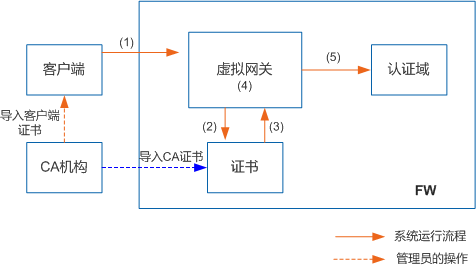 (1)
客户端
虚拟网关
(4)
(5)
认证域
导入客户端
证书
(2)
(3)
CA机构
导入CA证书
证书
FW
系统运行流程
管理员的操作